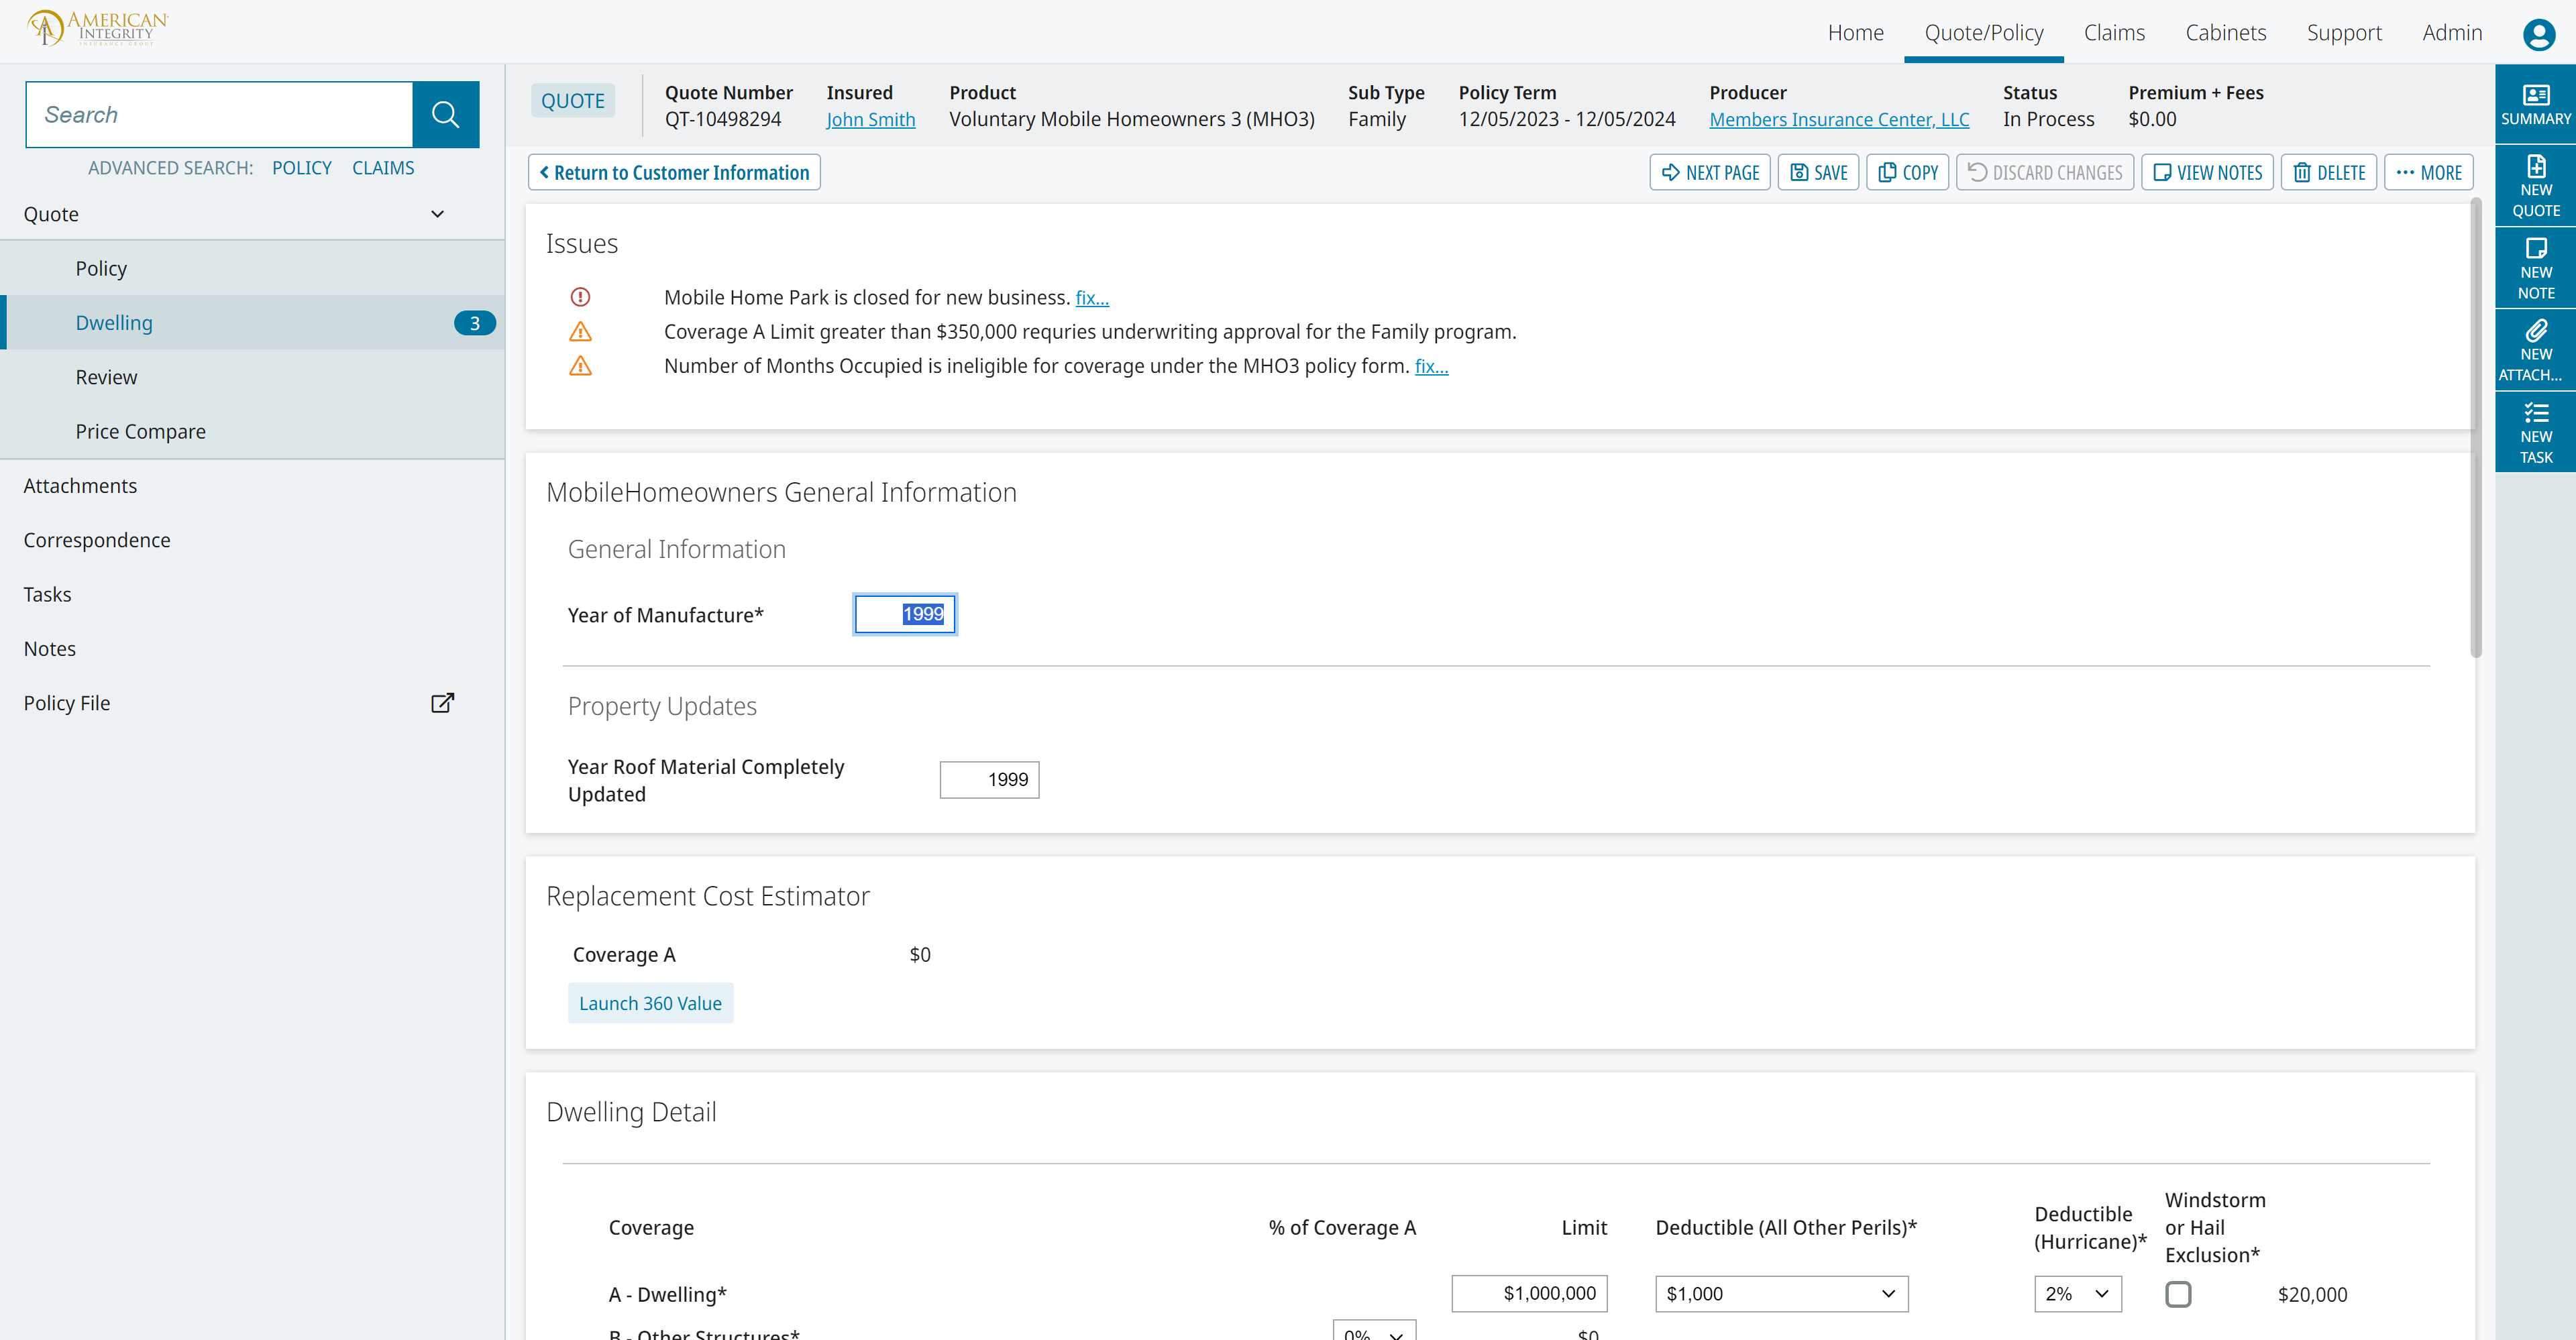 AMERICAN
INTEGRITY
INSURANCE GROUP
Home
Quote/Policy
Claims
Cabinets
Support
Admin
Search
ADVANCED SEARCH: POLICY CLAIMS
Quote
Policy
Dwelling 3
Review
Price Compare
Attachments
Correspondence
Tasks
Notes
Policy File
QUOTE
Quote Number
QT-10498294
Insured
John Smith
Product
Voluntary Mobile Homeowners 3 (MHO3)
Sub Type
Family
Policy Term
12/05/2023 - 12/05/2024
Producer
Members Insurance Center, LLC
Status
In Process
Premium + Fees
$0.00
Return to Customer Information
NEXT PAGE
SAVE
COPY
DISCARD CHANGES
VIEW NOTES
DELETE
MORE
Issues
Mobile Home Park is closed for new business. fix...
Coverage A Limit greater than $350,000 requries underwriting approval for the Family program.
Number of Months Occupied is ineligible for coverage under the MHO3 policy form. fix...
MobileHomeowners General Information
General Information
Year of Manufacture* 1999
Property Updates
Year Roof Material Completely
Updated
1999
Replacement Cost Estimator
Coverage A $0
Launch 360 Value
Dwelling Detail
Coverage
% of Coverage A
Limit
Deductible (All Other Perils)*
Deductible
(Hurricane)*
Windstorm
or Hail
Exclusion*
A - Dwelling* $1,000,000 $1,000 2% $20,000
B - Other Structures* 0% $0
SUMMARY
NEW
QUOTE
NEW
NOTE
NEW
ATTACH...
NEW
TASK